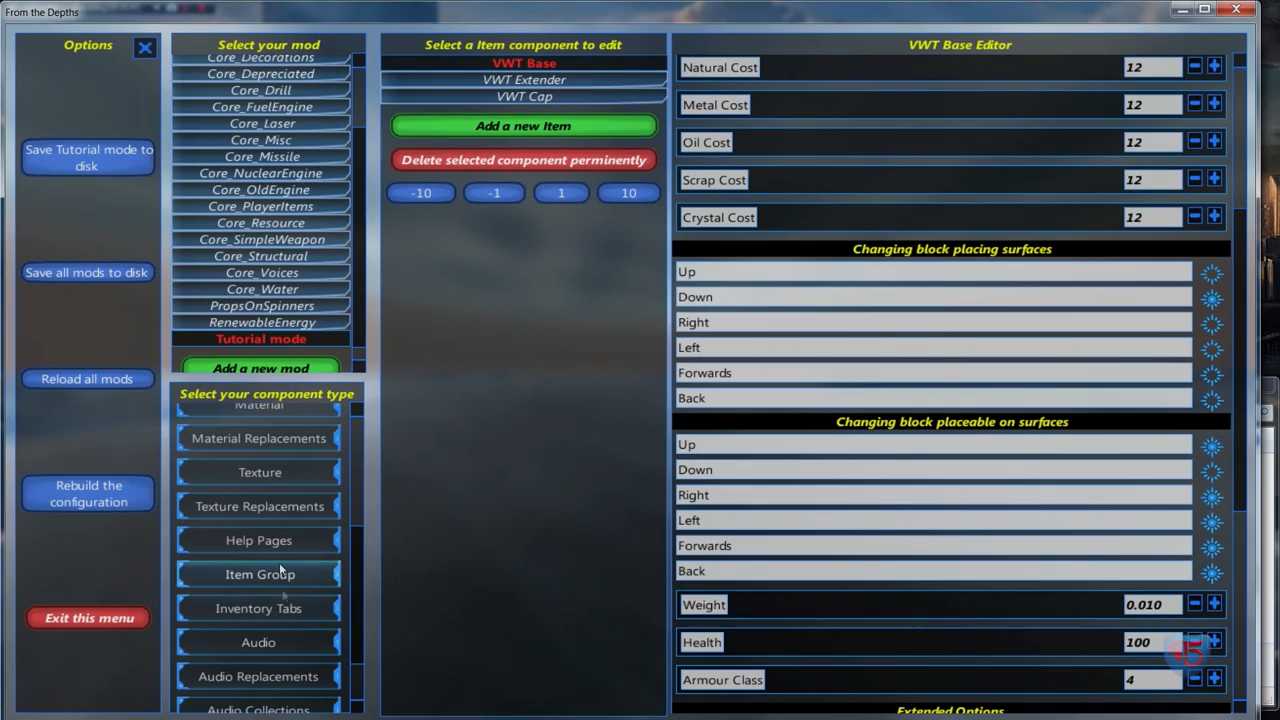 From the Depths
Options
Save Tutorial mode to
disk
Save all mods to disk
Reload all mods
Rebuild the
configuration
Exit this menu
Select your mod
Core_Decorations
Core_Depreciated
Core_Drill
Core_FuelEngine
Core_Laser
Core_Misc
Core_Missile
Core_NuclearEngine
Core_OldEngine
Core_PlayerItems
Core_Resource
Core_SimpleWeapon
Core_Structural
Core_Voices
Core_Water
PropsOnSpinners
RenewableEnergy
Tutorial mode
Add a new mod
Select your component type
Material
Material Replacements
Texture
Texture Replacements
Help Pages
Item Group
Inventory Tabs
Audio
Audio Replacements
Audio Collections
Select a Item component to edit
VWT Base
VWT Extender
VWT Cap
Add a new Item
Delete selected component perminently
-10 -1 1 10
VWT Base Editor
Natural Cost 12
Metal Cost 12
Oil Cost 12
Scrap Cost 12
Crystal Cost 12
Changing block placing surfaces
Up
Down
Right
Left
Forwards
Back
Changing block placeable on surfaces
Up
Down
Right
Left
Forwards
Back
Weight 0.010
Health 100
Armour Class 4
Extended Options